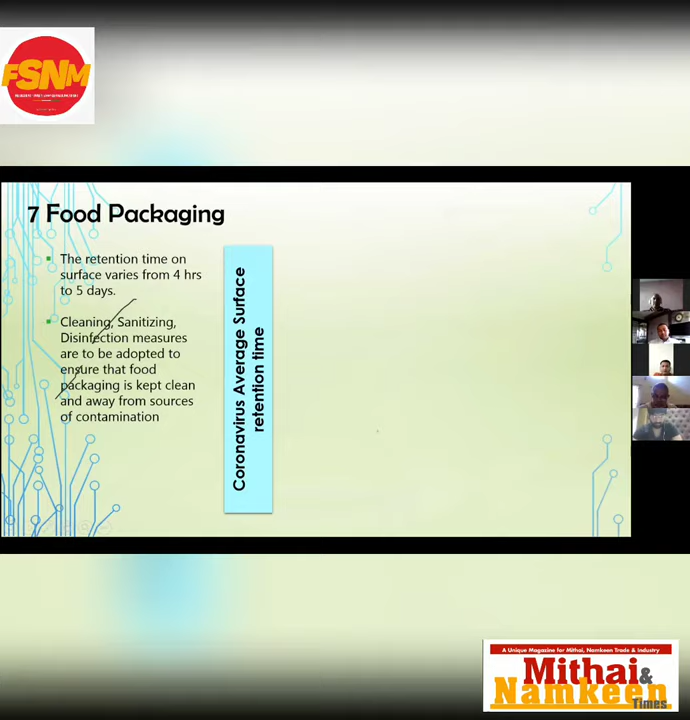 FSNM
7 Food Packaging
The retention time on
surface varies from 4 hrs
to 5 days.
Cleaning, Sanitizing,
Disinfection measures
are to be adopted to
ensure that food
packaging is kept clean
and away from sources
of contamination
Coronavirus Average Surface
retention time
A Unique Magazine for Mithai, Namkeen Trade & Industry
Mithai &
Namkeen
Times